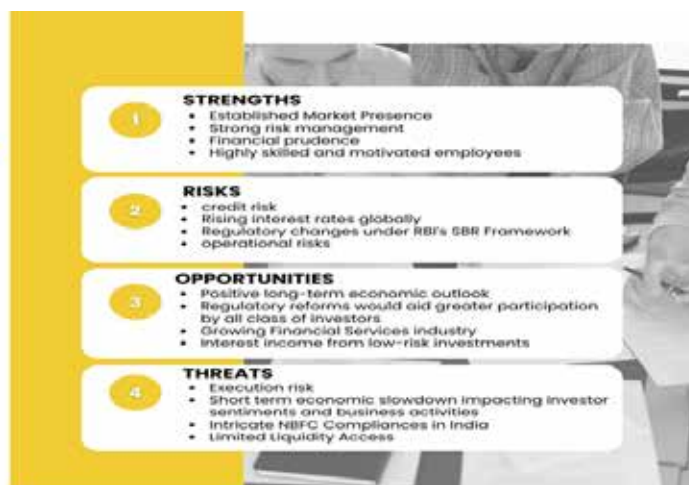 1
STRENGTHS
• Established Market Presence
• Strong risk management
• Financial prudence
• Highly skilled and motivated employees
2
RISKS
• credit risk
• Rising interest rates globally
• Regulatory changes under RBI's SBR Framework
• operational risks
3
OPPORTUNITIES
• Positive long-term economic outlook
• Regulatory reforms would aid greater participation
by all class of investors
• Growing Financial Services industry
• Interest income from low-risk investments
4
THREATS
• Execution risk
• Short term economic slowdown impacting investor
sentiments and business activities
• Intricate NBFC Compliances in India
• Limited Liquidity Access